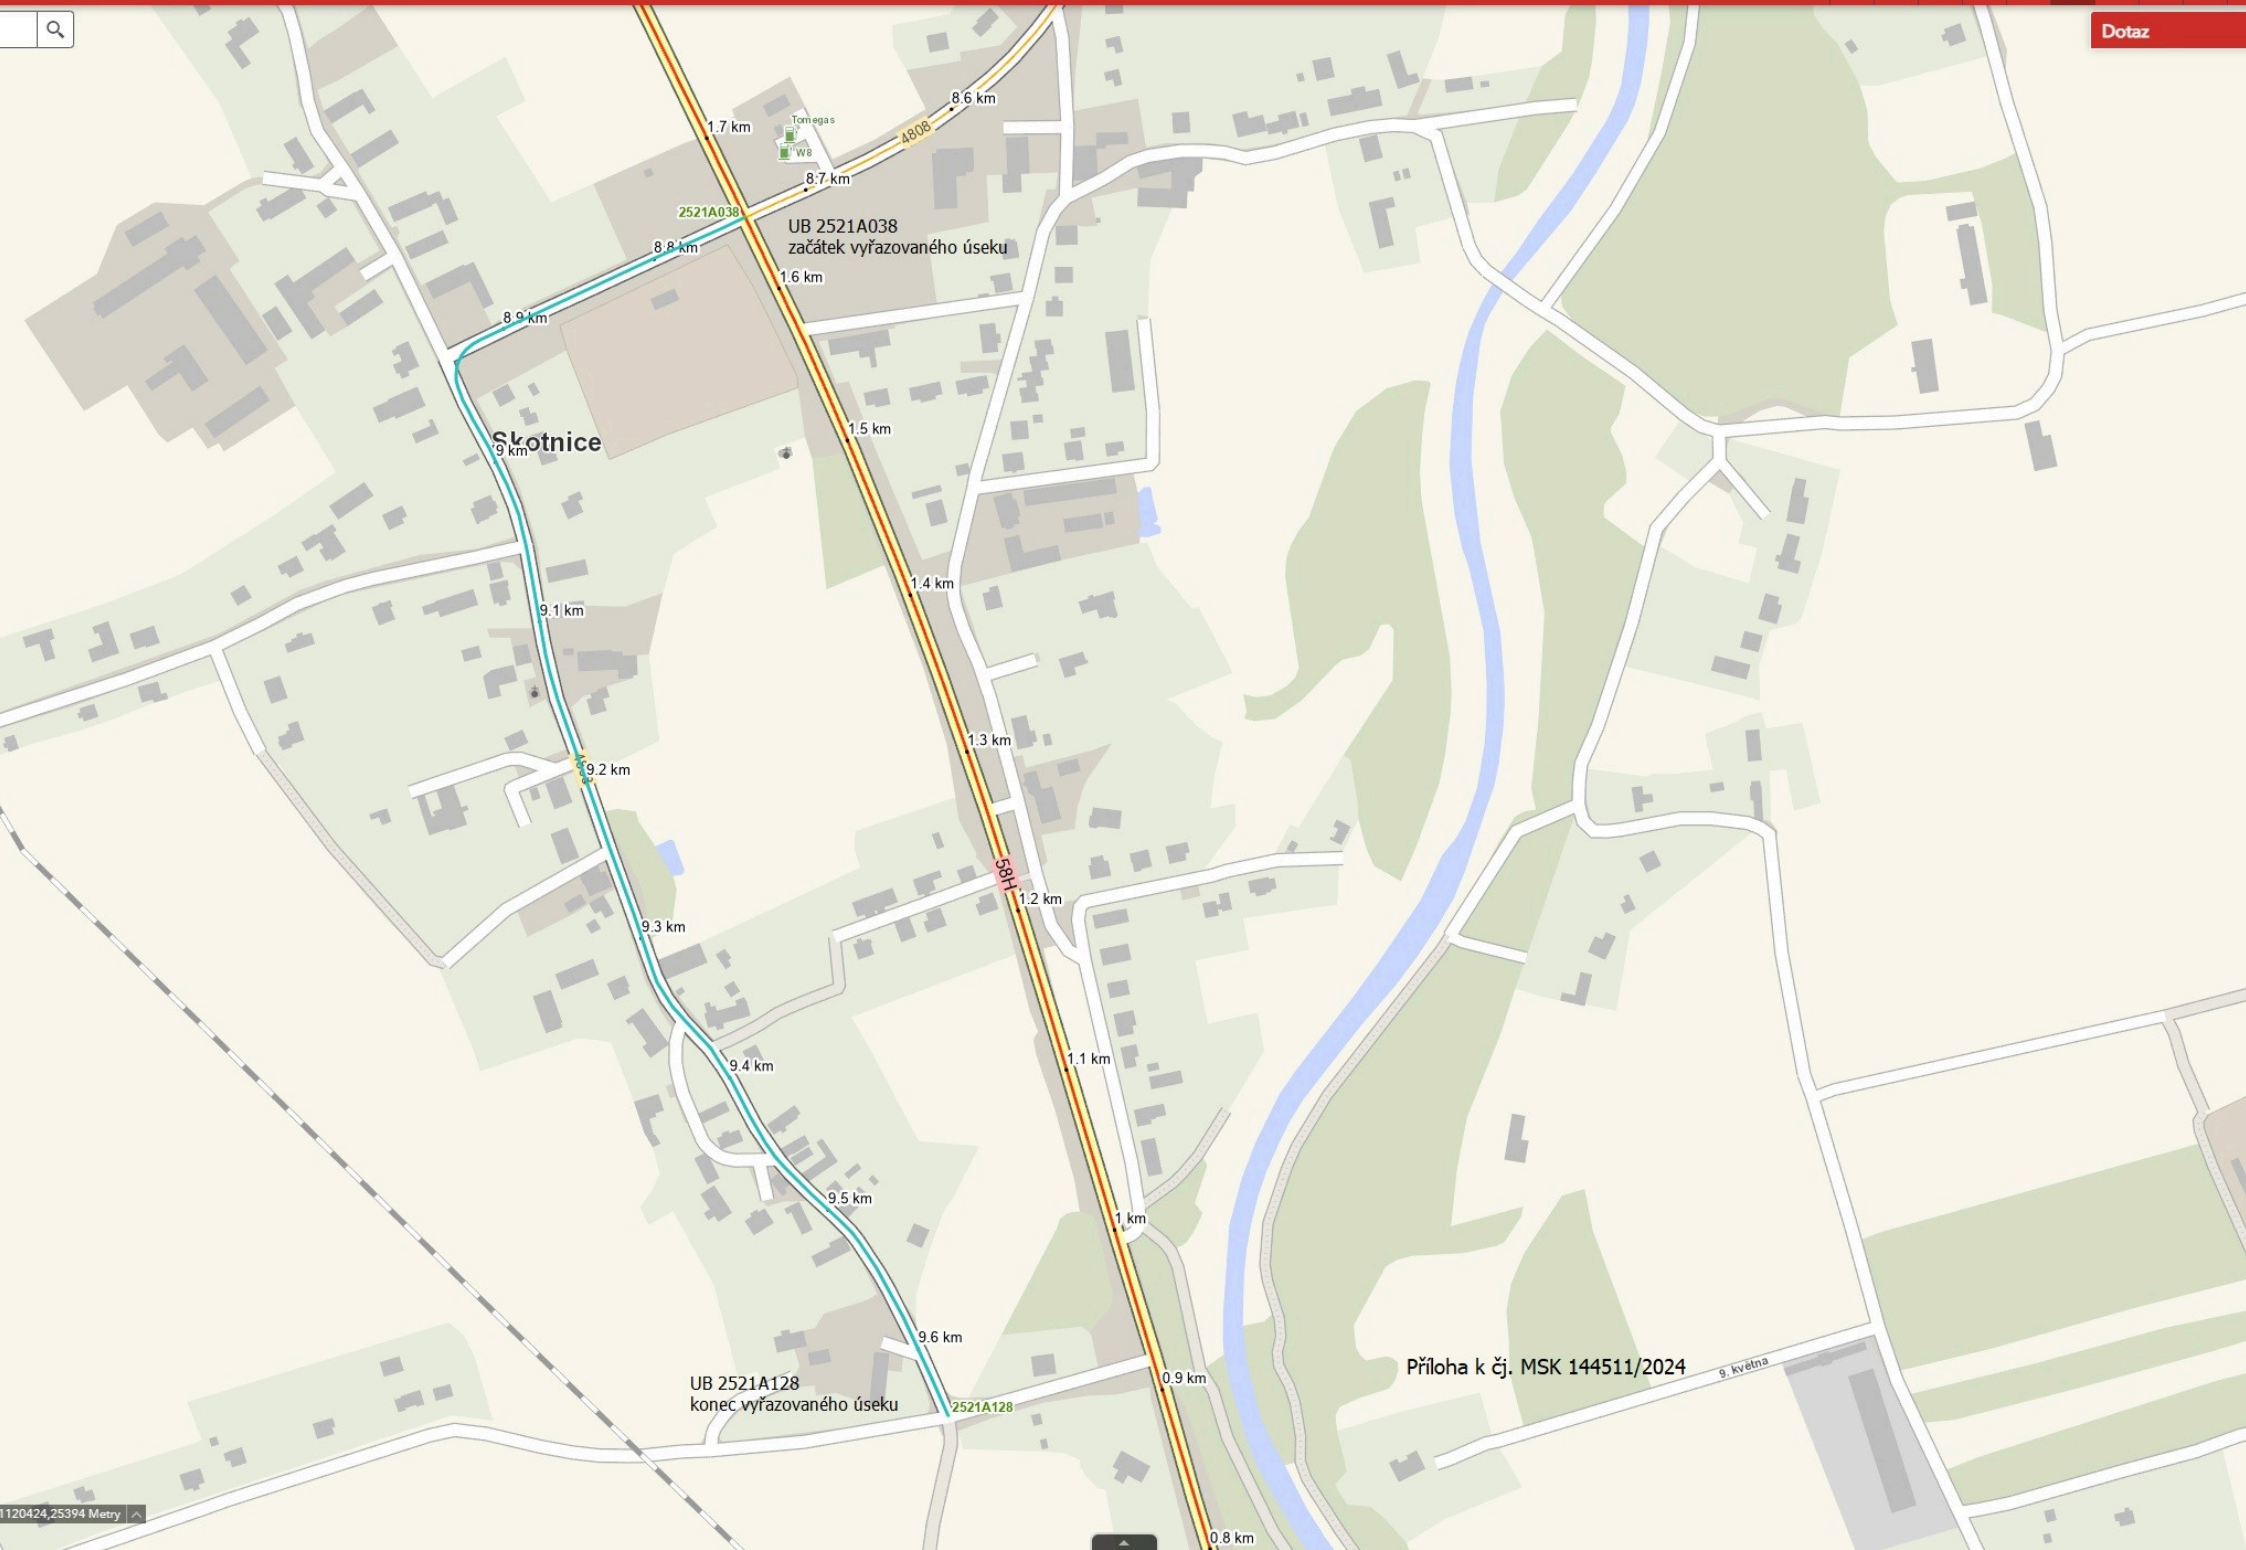 Dotaz
8.6 km
Tomegas
1.7 km
4808
W8
8.7 km
2521A038
UB 2521A038
začátek vyřazovaného úseku
8.8 km
1.6 km
8.9 km
1.5 km
Skotnice
9 km
1.4 km
9.1 km
1.3 km
9.2 km
58H
1.2 km
9.3 km
1.1 km
9.4 km
9.5 km
1 km
9.6 km
Příloha k čj. MSK 144511/2024
9. května
0.9 km
UB 2521A128
konec vyřazovaného úseku
2521A128
1120424,25394 Metry
0.8 km